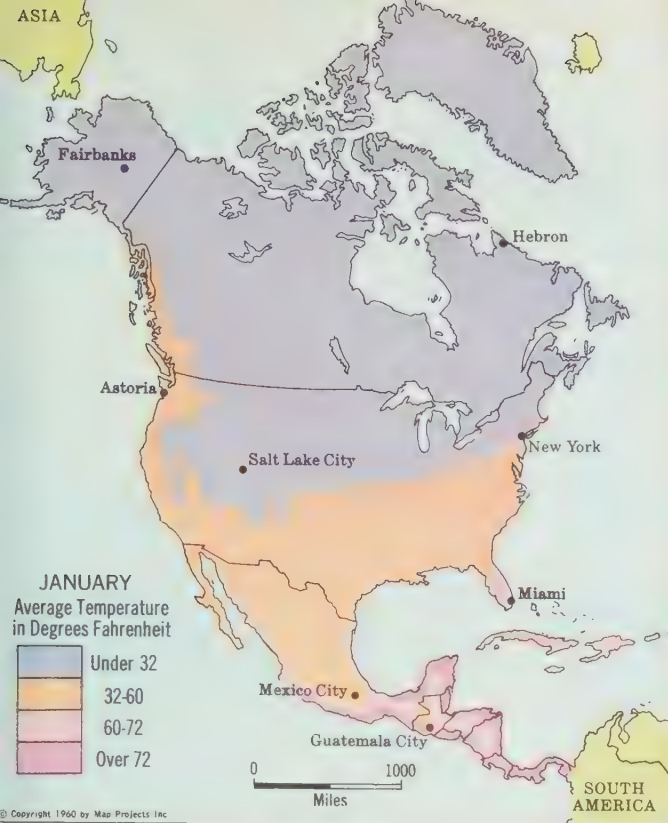 ASIA
Fairbanks
Hebron
Astoria
Salt Lake City
New York
Miami
Mexico City
Guatemala City
SOUTH
AMERICA
JANUARY
Average Temperature
in Degrees Fahrenheit
Under 32
32-60
60-72
Over 72
0 1000
Miles
© Copyright 1960 by Map Projects Inc